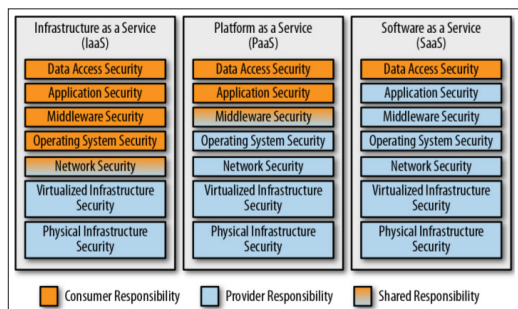 Infrastructure as a Service
(IaaS)
Data Access Security
Application Security
Middleware Security
Operating System Security
Network Security
Virtualized Infrastructure
Security
Physical Infrastructure
Security
Platform as a Service
(PaaS)
Data Access Security
Application Security
Middleware Security
Operating System Security
Network Security
Virtualized Infrastructure
Security
Physical Infrastructure
Security
Software as a Service
(SaaS)
Data Access Security
Application Security
Middleware Security
Operating System Security
Network Security
Virtualized Infrastructure
Security
Physical Infrastructure
Security
Consumer Responsibility
Provider Responsibility
Shared Responsibility